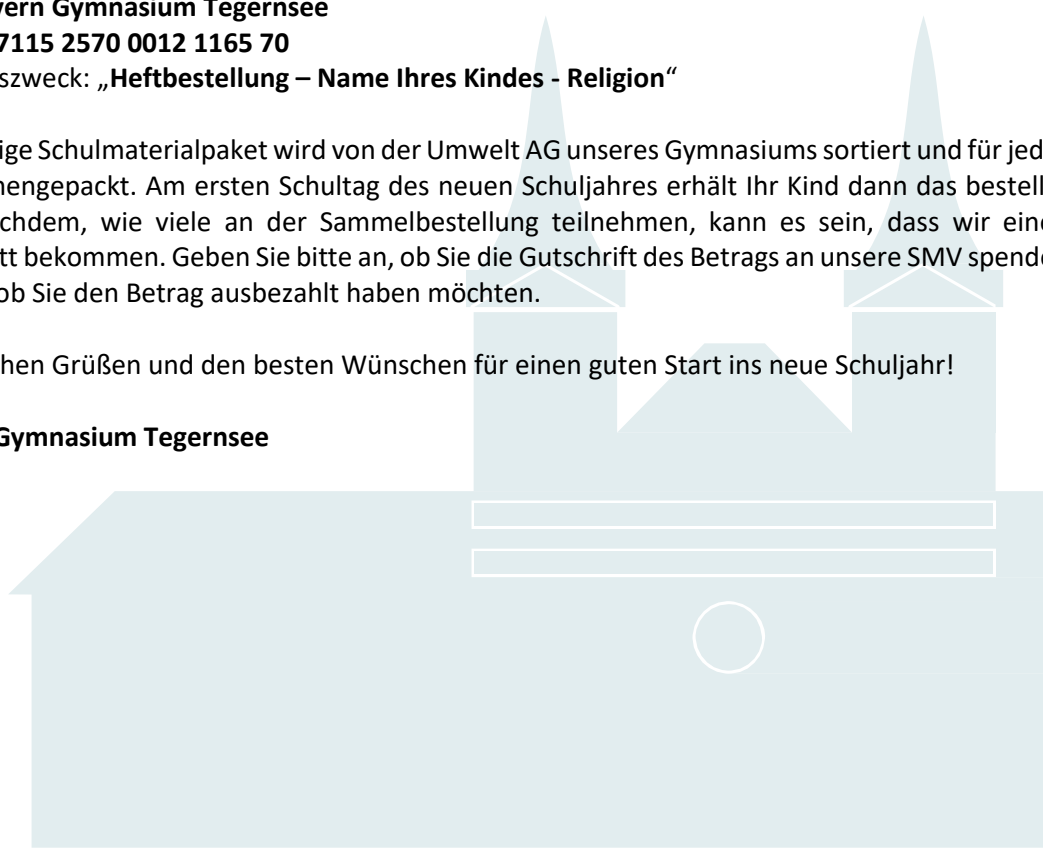 vern Gymnasium Tegernsee
7115 2570 0012 1165 70
szweck: „Heftbestellung – Name Ihres Kindes - Religion“
ige Schulmaterialpaket wird von der Umwelt AG unseres Gymnasiums sortiert und für jed
nengepackt. Am ersten Schultag des neuen Schuljahres erhält Ihr Kind dann das bestell
chdem, wie viele an der Sammelbestellung teilnehmen, kann es sein, dass wir eine
tt bekommen. Geben Sie bitte an, ob Sie die Gutschrift des Betrags an unsere SMV spende
ob Sie den Betrag ausbezahlt haben möchten.
hen Grüßen und den besten Wünschen für einen guten Start ins neue Schuljahr!
Gymnasium Tegernsee